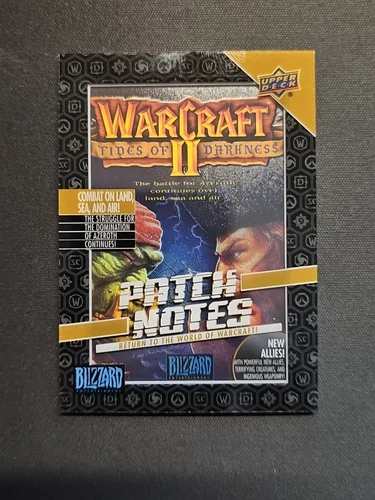 UPPER
DECK
WARCRAFT
II
TIDES OF DARKNESS
The battle for Azeroth
continues over
land, sea and air
COMBAT ON LAND,
SEA, AND AIR!
THE STRUGGLE FOR
THE DOMINATION
OF AZEROTH
CONTINUES!
PATCH
NOTES
RETURN TO THE WORLD OF WARCRAFT!
NEW
ALLIES!
WITH POWERFUL NEW ALLIES,
TERRIFYING CREATURES, AND
INGENIOUS WEAPONRY!
BLIZZARD
ENTERTAINMENT
BLIZZARD
ENTERTAINMENT